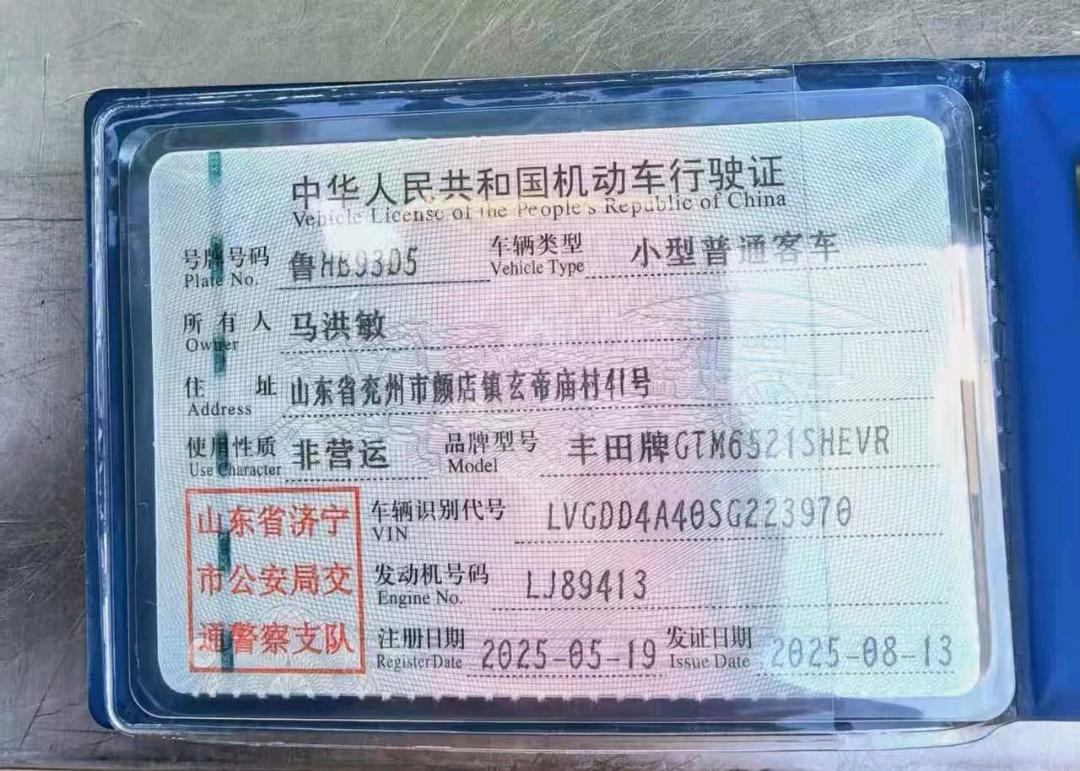 中华人民共和国机动车行驶证
Vehicle License of the People's Republic of China
号牌号码 鲁HB93D5 车辆类型 小型普通客车
Plate No. Vehicle Type
所有人 马洪敏
Owner
住址 山东省兖州市颜店镇玄帝庙村41号
Address
使用性质 非营运 品牌型号 丰田牌GTM6521SHEVR
Use Character Model
山东省济宁
市公安局交
通警察支队
车辆识别代号 LVGDD4A40SG223970
VIN
发动机号码 LJ89413
Engine No.
注册日期 2025-05-19 发证日期 2025-08-13
Register Date Issue Date